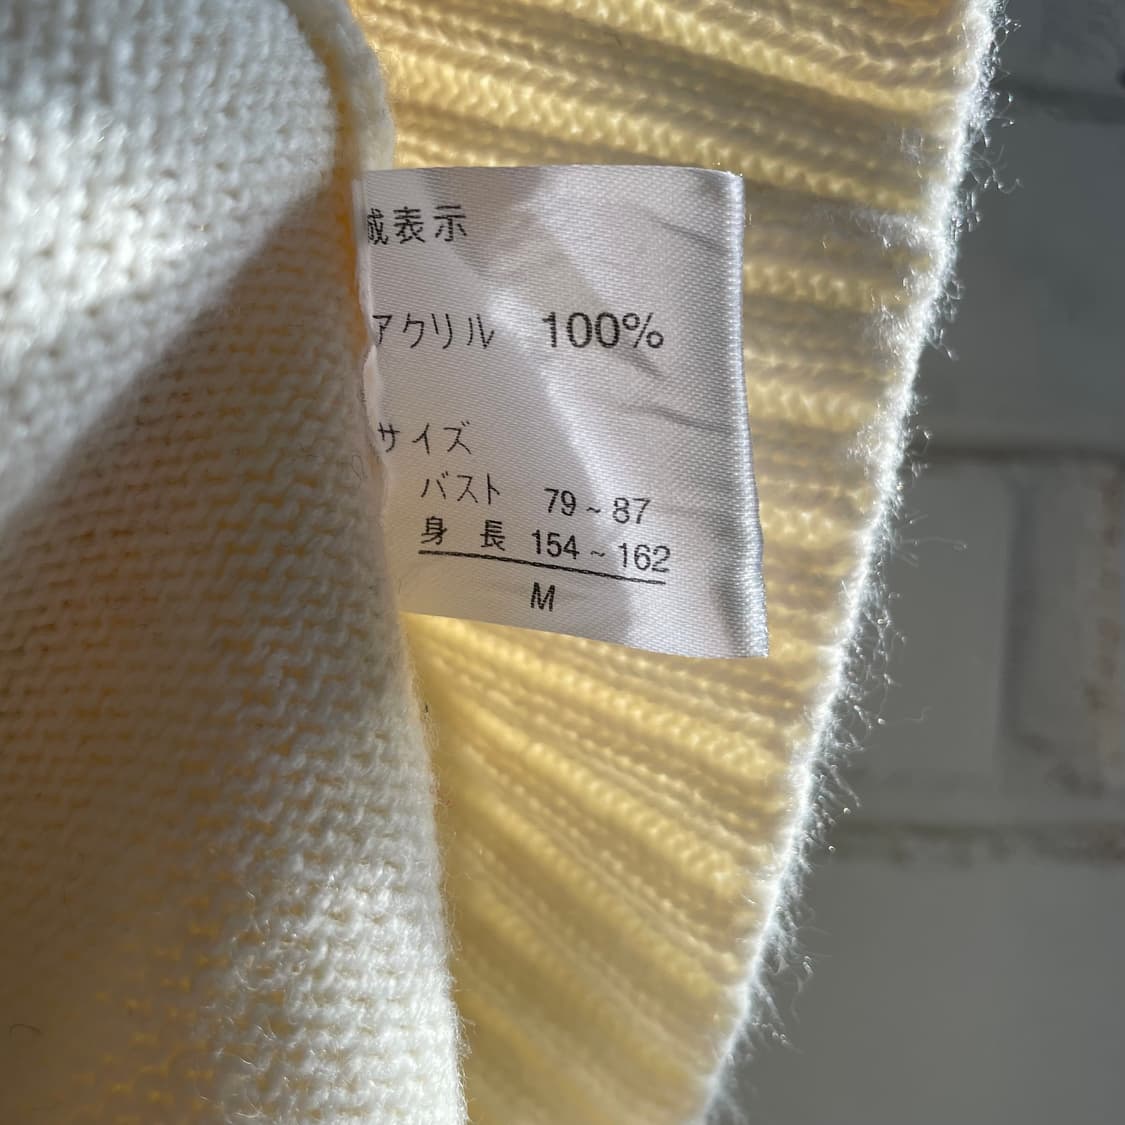 成表示
アクリル 100%
サイズ
バスト 79~87
身 長 154~162
M